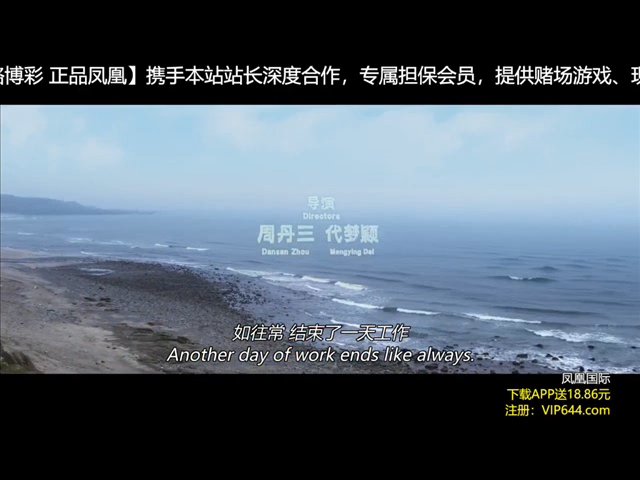 博彩 正品凤凰】携手本站站长深度合作，专属担保会员，提供赌场游戏、
导演
Directors
周丹三 代梦颖
Dansan Zhou Mengying Dai
如往常 结束了一天工作
Another day of work ends like always.
凤凰国际
下载APP送18.86元
注册：VIP644.com